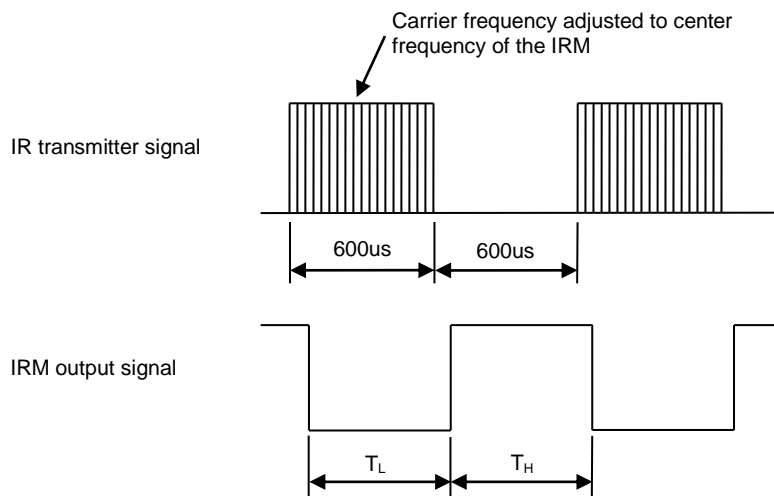 Carrier frequency adjusted to center
frequency of the IRM
IR transmitter signal
600us
600us
IRM output signal
TL
TH